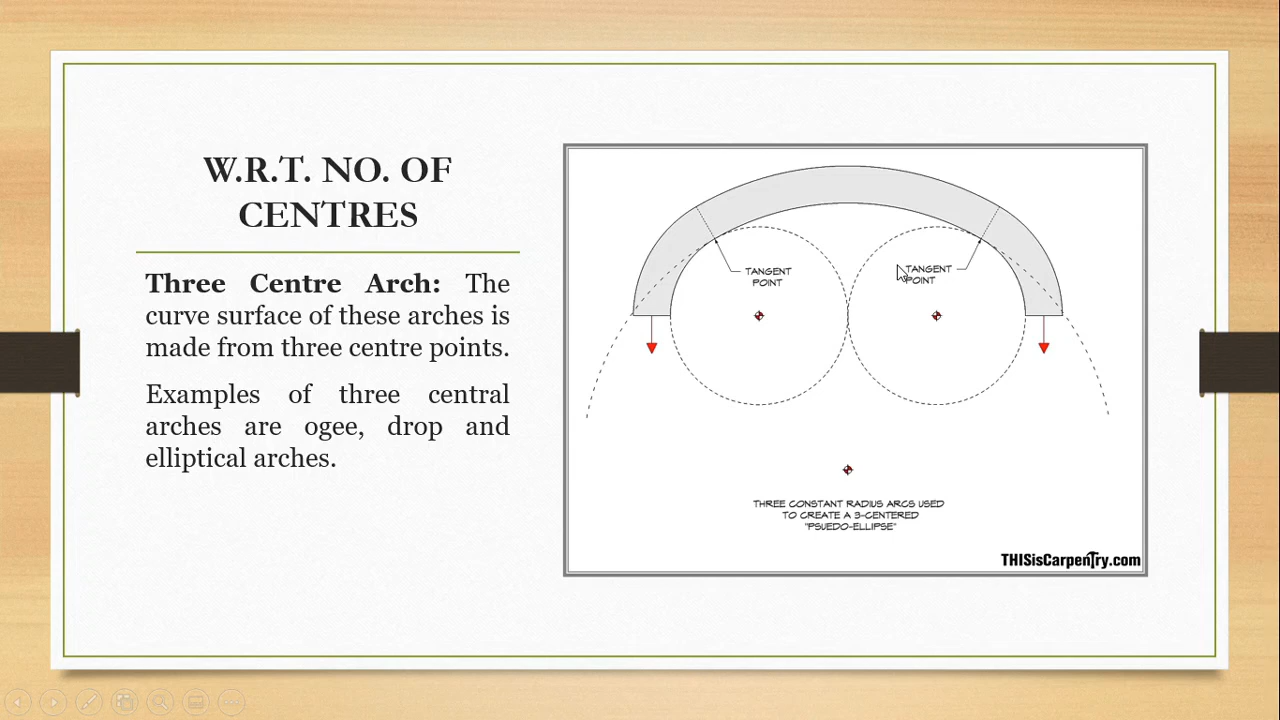 W.R.T. NO. OF
CENTRES
Three Centre Arch: The
curve surface of these arches is
made from three centre points.
Examples of three central
arches are ogee, drop and
elliptical arches.
TANGENT
POINT
TANGENT
POINT
THREE CONSTANT RADIUS ARCS USED
TO CREATE A 3-CENTERED
"PSUEDO-ELLIPSE"
THISisCarpenTry.com